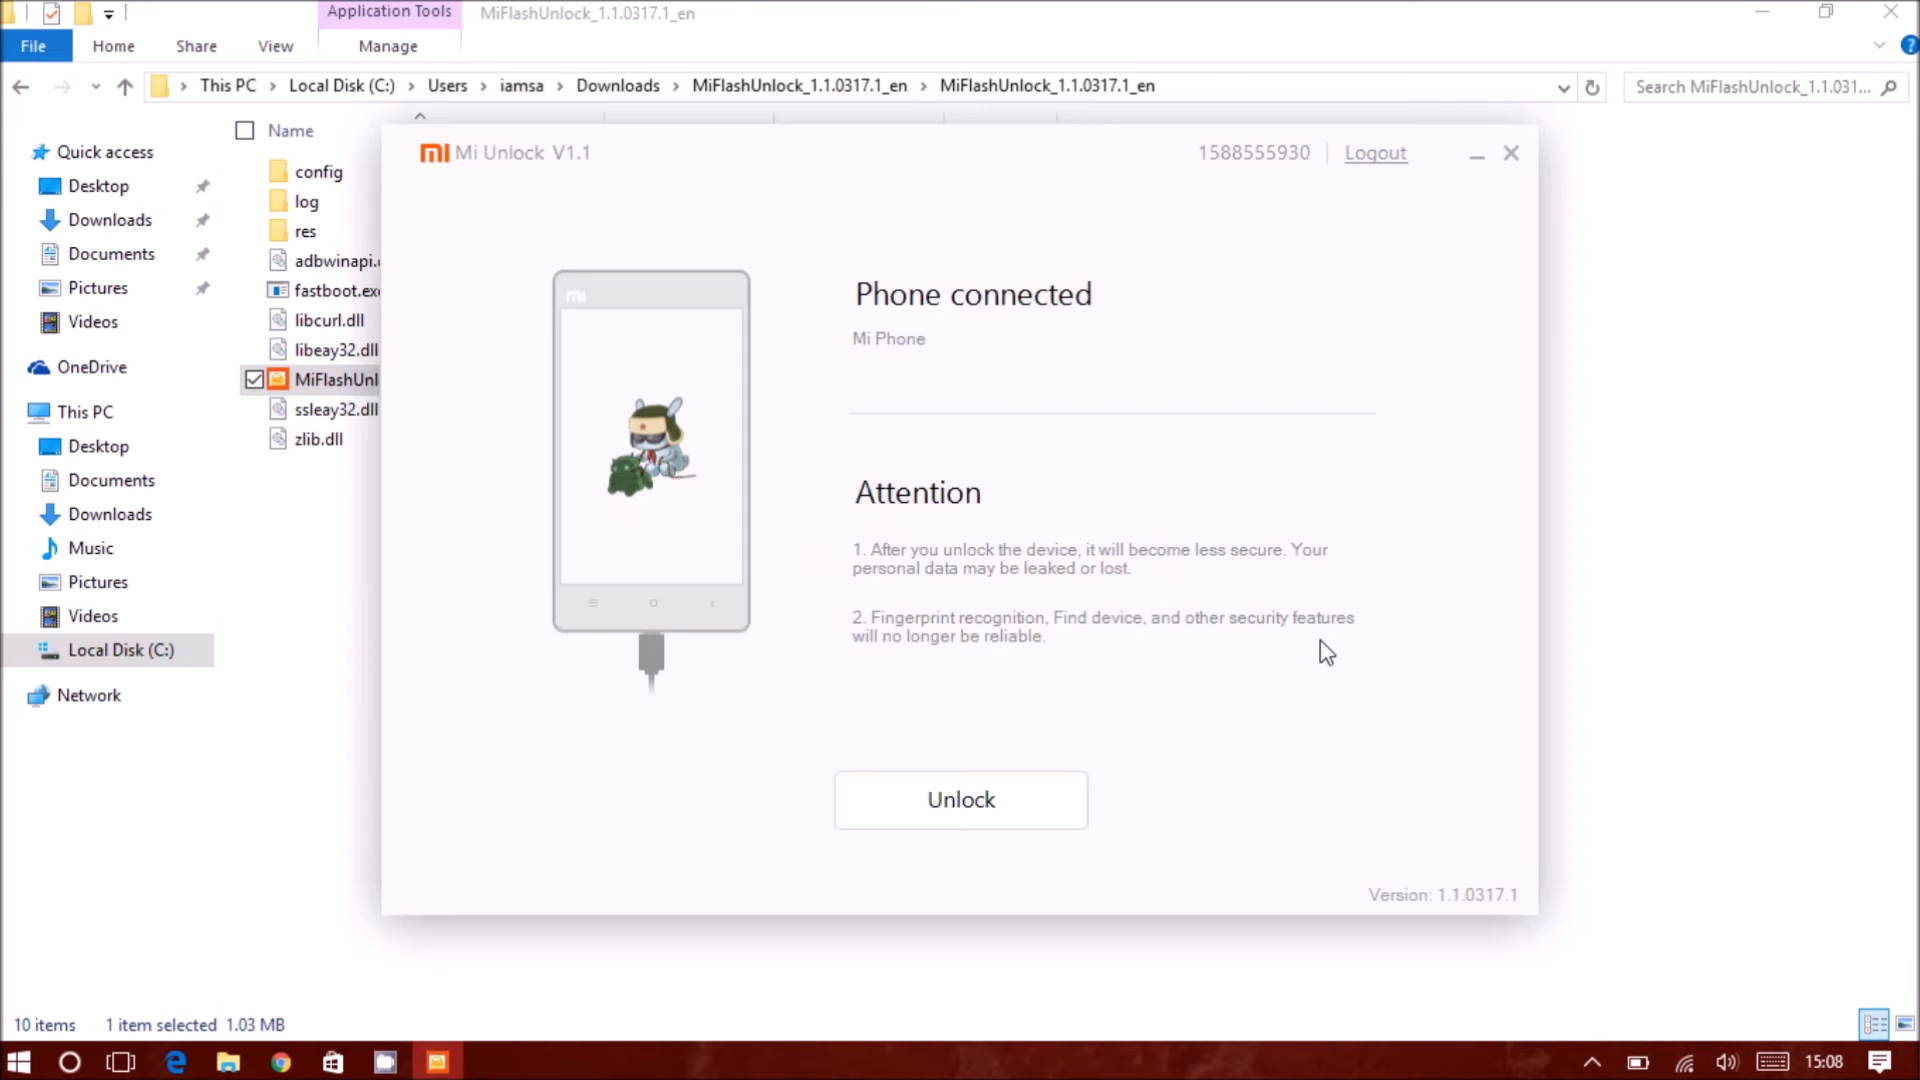 Application Tools
MiFlashUnlock_1.1.0317.1_en
File
Home
Share
View
Manage
This PC
Local Disk (C:)
Users
iamsa
Downloads
MiFlashUnlock_1.1.0317.1_en
MiFlashUnlock_1.1.0317.1_en
Search MiFlashUnlock_1.1.031...
Quick access
Desktop
Downloads
Documents
Pictures
Videos
OneDrive
This PC
Desktop
Documents
Downloads
Music
Pictures
Videos
Local Disk (C:)
Network
Name
config
log
res
adbwinapi.
fastboot.exe
libcurl.dll
libeay32.dll
MiFlashUnl
ssleay32.dll
zlib.dll
Mi Unlock V1.1
1588555930
Logout
Phone connected
Mi Phone
Attention
1. After you unlock the device, it will become less secure. Your
personal data may be leaked or lost.
2. Fingerprint recognition, Find device, and other security features
will no longer be reliable.
Unlock
Version: 1.1.0317.1
10 items
1 item selected 1.03 MB
15:08